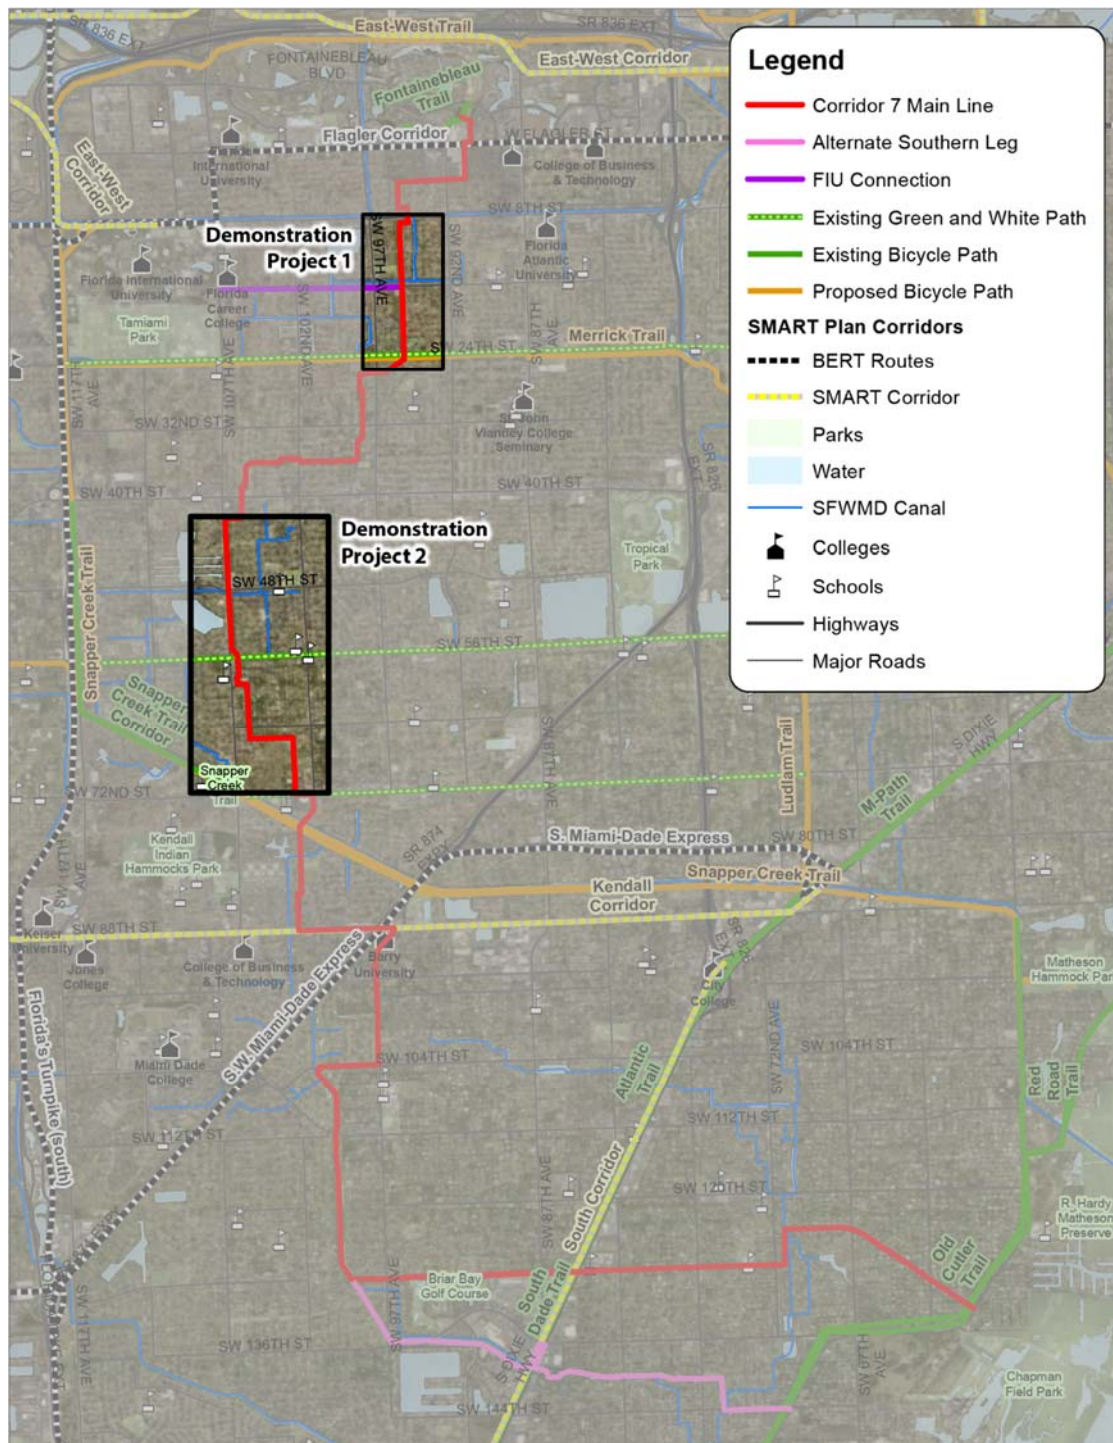 SR 836 EXT
East-West Trail
SR 836 EXT
FONTAINEBLEAU
BLVD
East-West Corridor
Fontainebleau
Trail
Flagler Corridor
W FLAGLER ST
Florida
International
University
College of Business
& Technology
East-West
Corridor
SW 8TH ST
Demonstration
Project 1
SW 97TH AVE
SW 92ND AVE
Florida
Atlantic
University
Florida International
University
Florida
Career
College
Tamiami
Park
SW 102ND AVE
SW 87TH
AVE
SW 107TH AVE
SW 117TH
AVE
SW 24TH ST
Merrick Trail
SW 32ND ST
St. John
Vianney College
Seminary
SR 826
EXT
SW 40TH ST
SW 40TH ST
Demonstration
Project 2
Tropical
Park
SW 48TH ST
Snapper Creek Trail
SW 56TH ST
Snapper
Creek Trail
Corridor
SW 87TH AVE
Ludlam Trail
S DIXIE
HWY
M-Path
Trail
Snapper
Creek
Trail
SW 72ND ST
Kendall
Indian
Hammocks Park
SW 117TH
AVE
SR 874
EXPY
S. Miami-Dade Express
SW 80TH ST
Snapper Creek Trail
Kendall
Corridor
Keiser
University
SW 88TH ST
Jones
College
College of Business
& Technology
Barry
University
SR 826
EXT
City
College
Matheson
Hammock Park
Florida's Turnpike (south)
S.W. Miami-Dade Express
Miami Dade
College
SW 104TH ST
SW 72ND AVE
SW 104TH ST
Atlantic
Trail
Red
Road
Trail
SW 112TH ST
SW 112TH ST
South Corridor
SW 87TH AVE
SW 120TH ST
R. Hardy
Matheson
Preserve
Old
Cutler
Trail
Briar Bay
Golf Course
South
Dade Trail
SW 97TH AVE
SW 117TH AVE
SW 136TH ST
S DIXIE
HWY
SW 67TH
AVE
Chapman
Field Park
SW 144TH ST
Legend
Corridor 7 Main Line
Alternate Southern Leg
FIU Connection
Existing Green and White Path
Existing Bicycle Path
Proposed Bicycle Path
SMART Plan Corridors
BERT Routes
SMART Corridor
Parks
Water
SFWMD Canal
Colleges
Schools
Highways
Major Roads